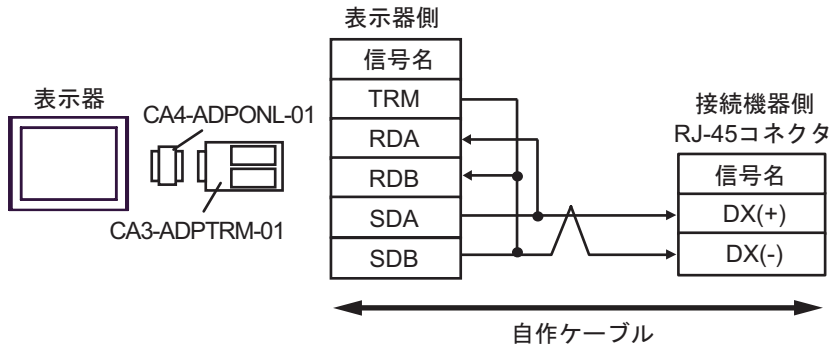 表示器側
信号名
TRM
RDA
RDB
SDA
SDB
表示器
CA4-ADPONL-01
CA3-ADPTRM-01
接続機器側
RJ-45コネクタ
信号名
DX(+)
DX(-)
自作ケーブル